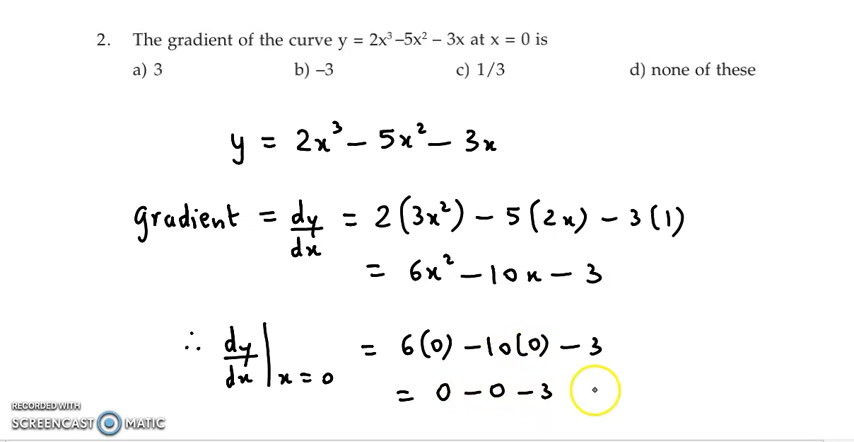 2. The gradient of the curve y = 2x³–5x² – 3x at x = 0 is
a) 3 b) –3 c) 1/3 d) none of these
y = 2x³ – 5x² – 3x
gradient = dy/dx = 2(3x²) – 5(2x) – 3(1)
= 6x² – 10x – 3
∴ dy/dx |x=0 = 6(0) – 10(0) – 3
= 0 – 0 – 3
RECORDED WITH
SCREENCAST MATIC